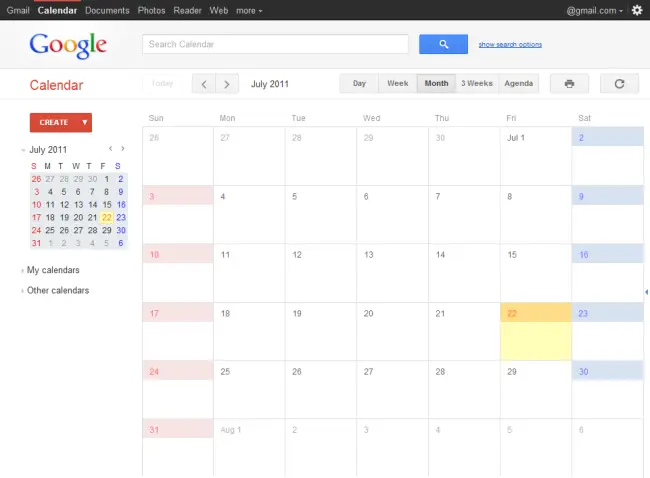 Gmail Calendar Documents Photos Reader Web more @gmail.com
Google
Search Calendar
show search options
Calendar
Today
July 2011
Day Week Month 3 Weeks Agenda
CREATE
July 2011
S M T W T F S
26 27 28 29 30 1 2
3 4 5 6 7 8 9
10 11 12 13 14 15 16
17 18 19 20 21 22 23
24 25 26 27 28 29 30
31 1 2 3 4 5 6
My calendars
Other calendars
Sun Mon Tue Wed Thu Fri Sat
26 27 28 29 30 Jul 1 2
3 4 5 6 7 8 9
10 11 12 13 14 15 16
17 18 19 20 21 22 23
24 25 26 27 28 29 30
31 Aug 1 2 3 4 5 6